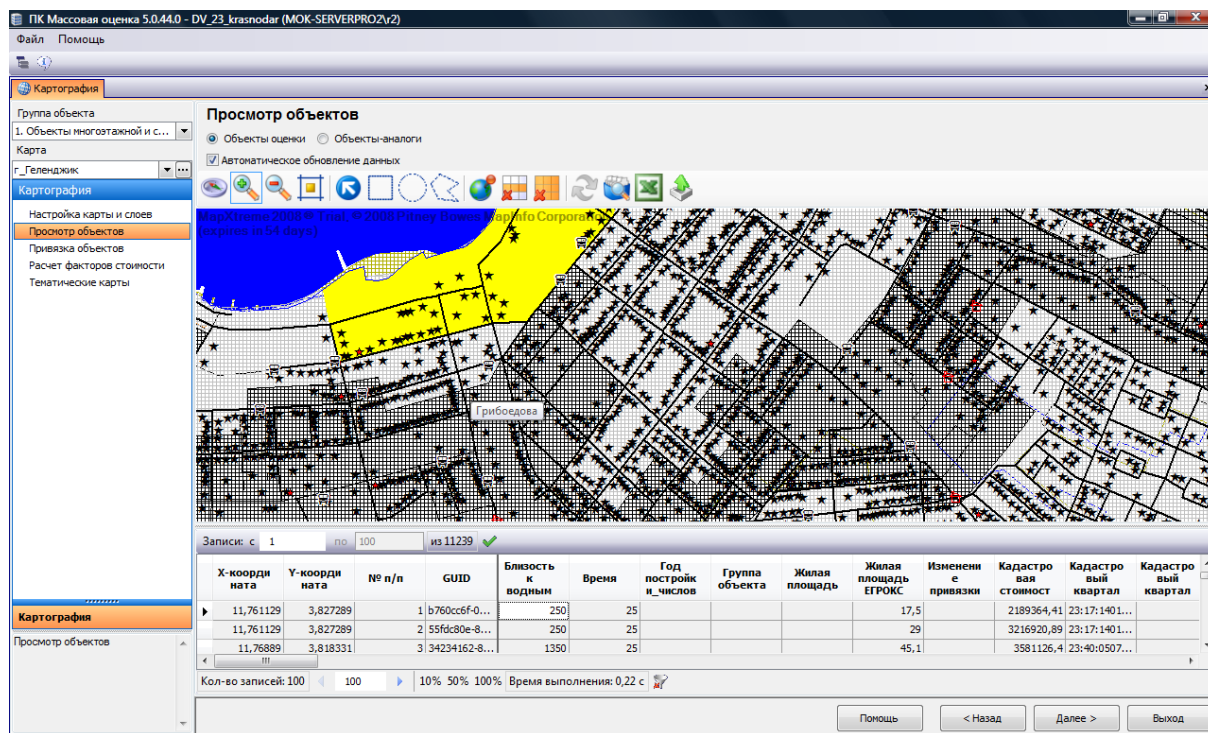 ПК Массовая оценка 5.0.44.0 - DV_23_krasnodar (MOK-SERVERPRO2\r2)
Файл Помощь
Картография
Группа объекта
1. Объекты многоэтажной и с...
Карта
г_Геленджик
Картография
Настройка карты и слоев
Просмотр объектов
Привязка объектов
Расчет факторов стоимости
Тематические карты
Картография
Просмотр объектов
Просмотр объектов
Объекты оценки Объекты-аналоги
Автоматическое обновление данных
MapXtreme 2008 ® Trial, © 2008 Pitney Bowes MapInfo Corporation
(expires in 51 days)
Грибоедова
Записи: с 1 по 100 из 11239
X-координата Y-координата № п/п GUID Близость к водным Время Год постройки_числов Группа объекта Жилая площадь Жилая площадь ЕГРОКС Изменение привязки Кадастровая стоимост Кадастровый квартал Кадастровый квартал
11,761129 3,827289 1 b760cc6f-0... 250 25 17,5 2189364,41 23:17:1401...
11,761129 3,827289 2 55fdc80e-8... 250 25 29 3216920,89 23:17:1401...
11,76889 3,818331 3 34234162-8... 1350 25 45,1 3581126,4 23:40:0507...
Кол-во записей: 100 100 10% 50% 100% Время выполнения: 0,22 с
Помощь < Назад Далее > Выход